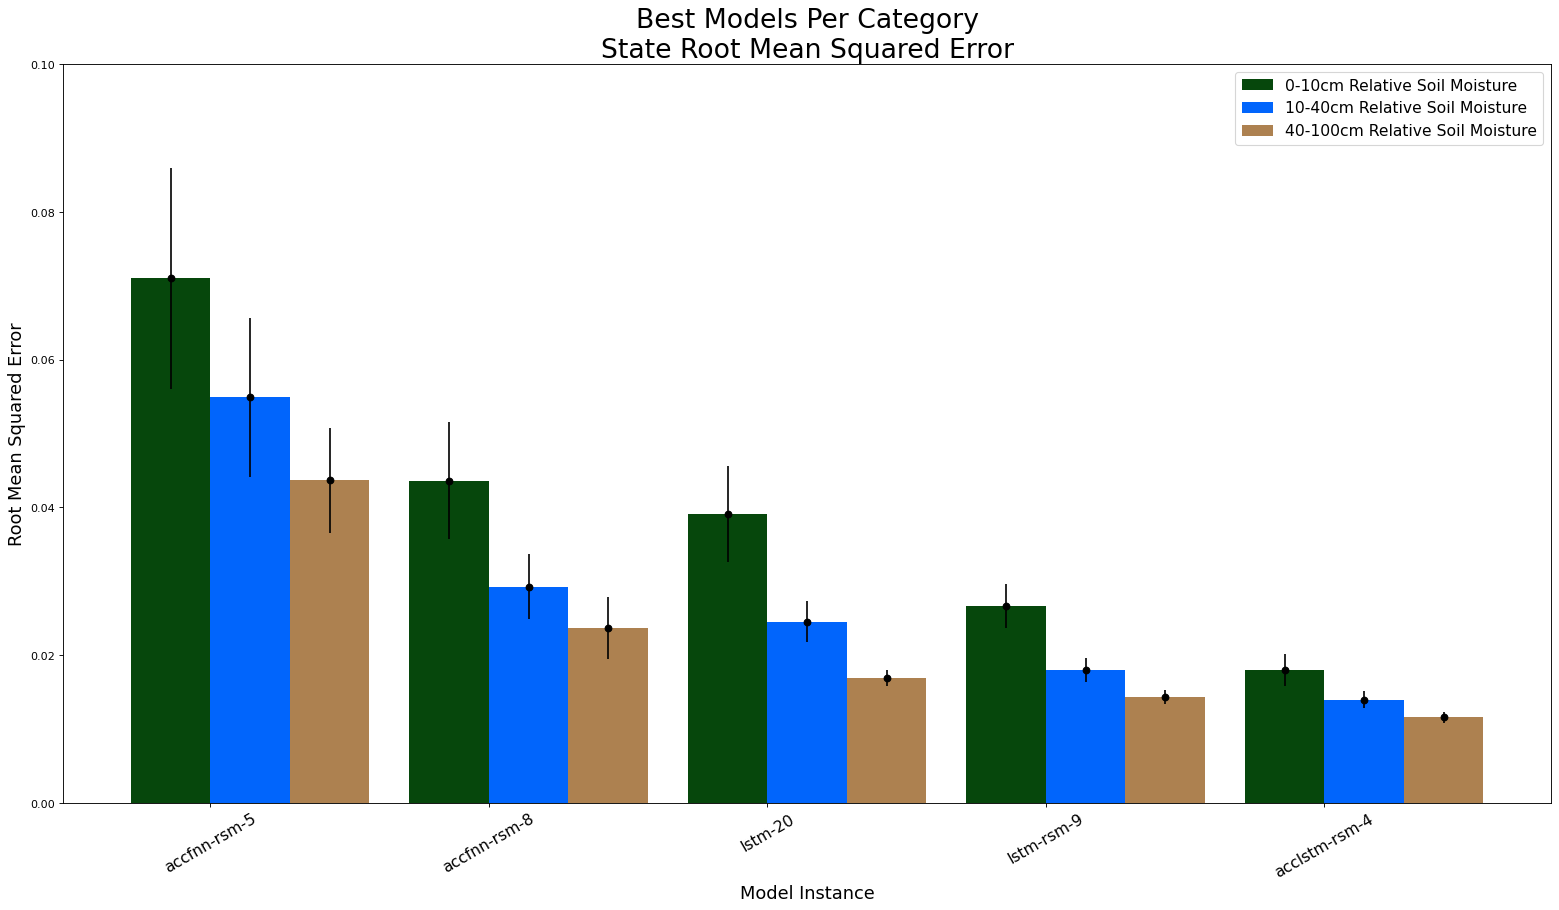 Best Models Per Category
State Root Mean Squared Error
0.10
0.08
0.06
0.04
0.02
0.00
Root Mean Squared Error
0-10cm Relative Soil Moisture
10-40cm Relative Soil Moisture
40-100cm Relative Soil Moisture
accfnn-rsm-5
accfnn-rsm-8
lstm-20
lstm-rsm-9
acclstm-rsm-4
Model Instance